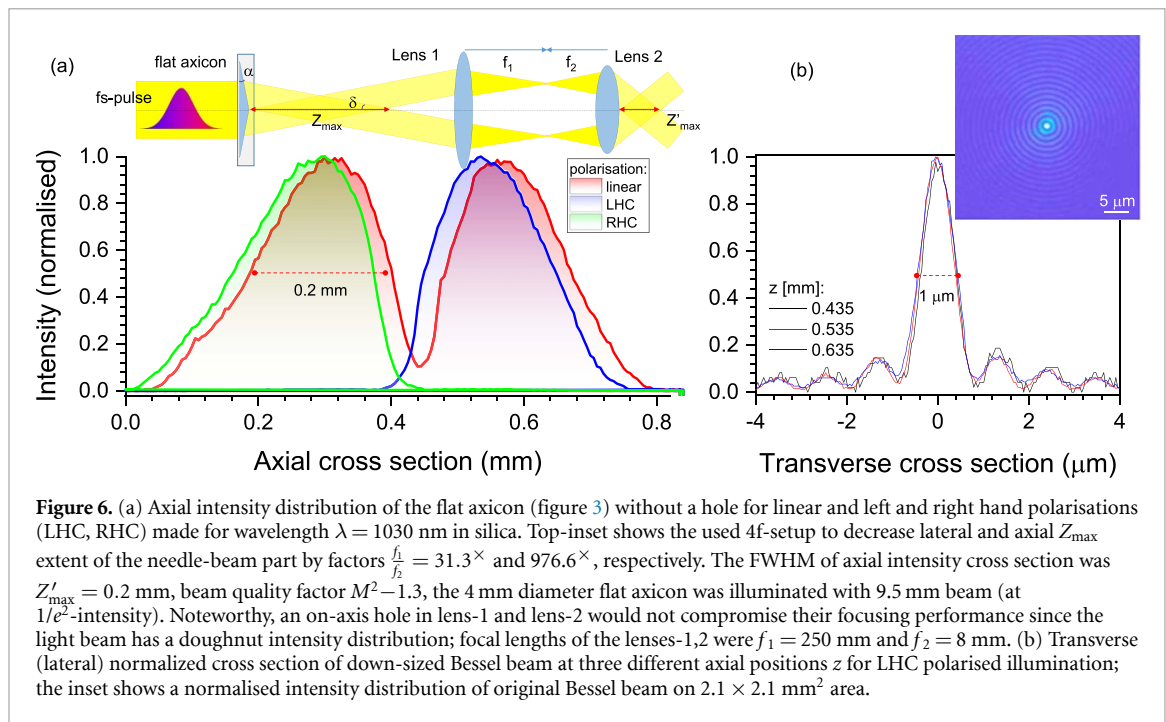 (a)
flat axicon
α
fs-pulse
Lens 1
f1
f2
Lens 2
δ
Zmax
Z'max
Intensity (normalised)
1.0
0.8
0.6
0.4
0.2
0.0
0.2 mm
polarisation:
linear
LHC
RHC
0.0 0.2 0.4 0.6 0.8
Axial cross section (mm)
(b)
5 μm
1.0
0.8
0.6
0.4
0.2
0.0
1 μm
z [mm]:
0.435
0.535
0.635
-4 -2 0 2 4
Transverse cross section (μm)
Figure 6. (a) Axial intensity distribution of the flat axicon (figure 3) without a hole for linear and left and right hand polarisations
(LHC, RHC) made for wavelength λ = 1030 nm in silica. Top-inset shows the used 4f-setup to decrease lateral and axial Zmax
extent of the needle-beam part by factors f1/f2 = 31.3× and 976.6×, respectively. The FWHM of axial intensity cross section was
Z′max = 0.2 mm, beam quality factor M²−1.3, the 4 mm diameter flat axicon was illuminated with 9.5 mm beam (at
1/e²-intensity). Noteworthy, an on-axis hole in lens-1 and lens-2 would not compromise their focusing performance since the
light beam has a doughnut intensity distribution; focal lengths of the lenses-1,2 were f1 = 250 mm and f2 = 8 mm. (b) Transverse
(lateral) normalized cross section of down-sized Bessel beam at three different axial positions z for LHC polarised illumination;
the inset shows a normalised intensity distribution of original Bessel beam on 2.1 × 2.1 mm² area.